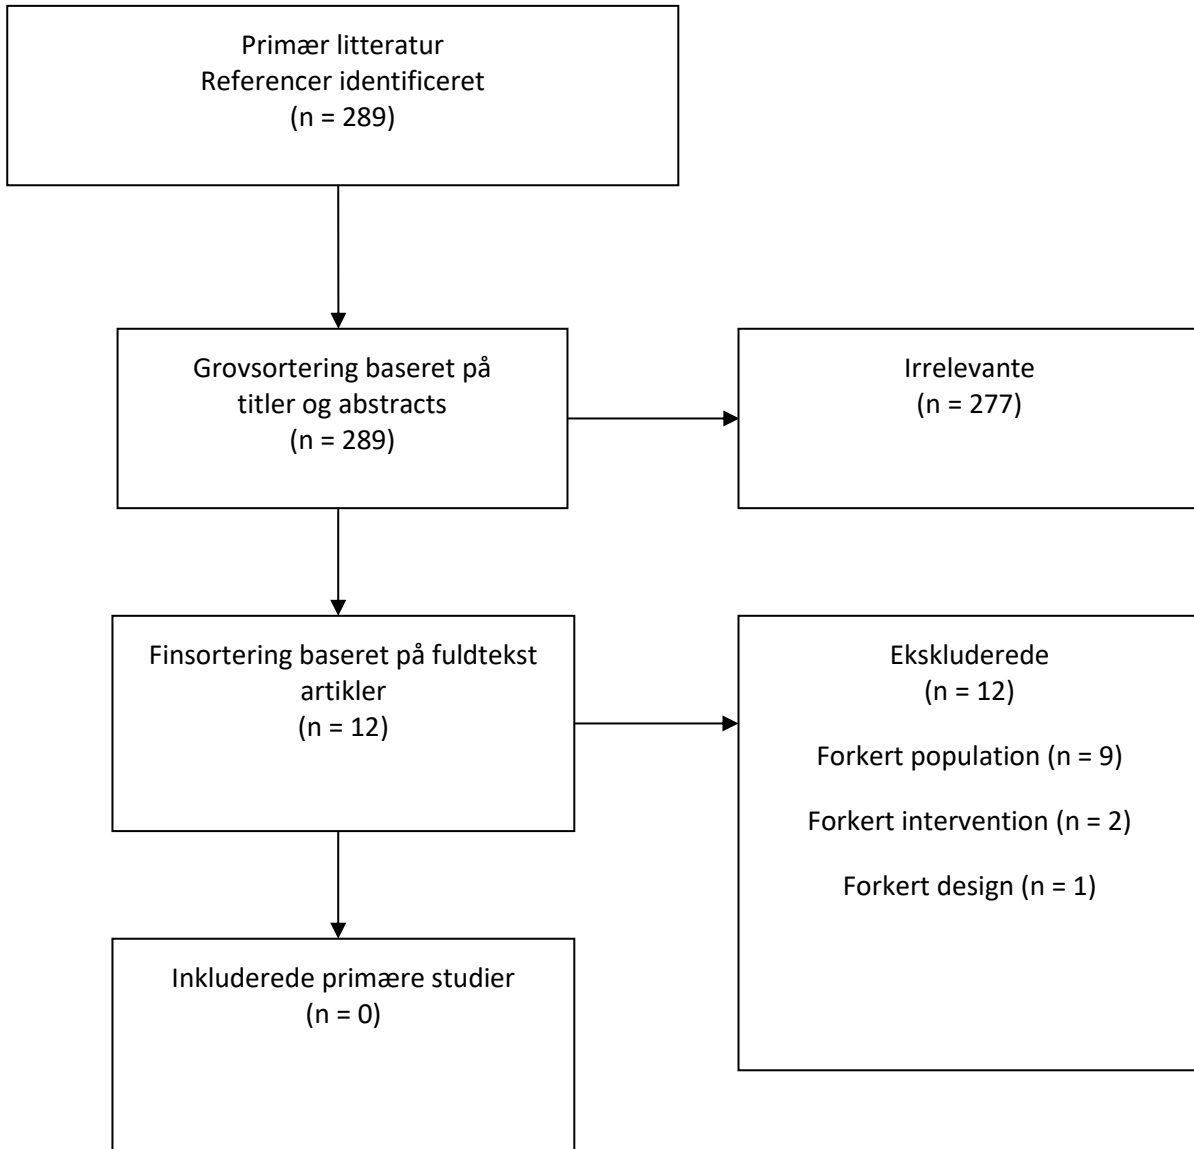 Primær litteratur
Referencer identificeret
(n = 289)
Grovsortering baseret på
titler og abstracts
(n = 289)
Irrelevante
(n = 277)
Finsortering baseret på fuldtekst
artikler
(n = 12)
Ekskluderede
(n = 12)
Forkert population (n = 9)
Forkert intervention (n = 2)
Forkert design (n = 1)
Inkluderede primære studier
(n = 0)